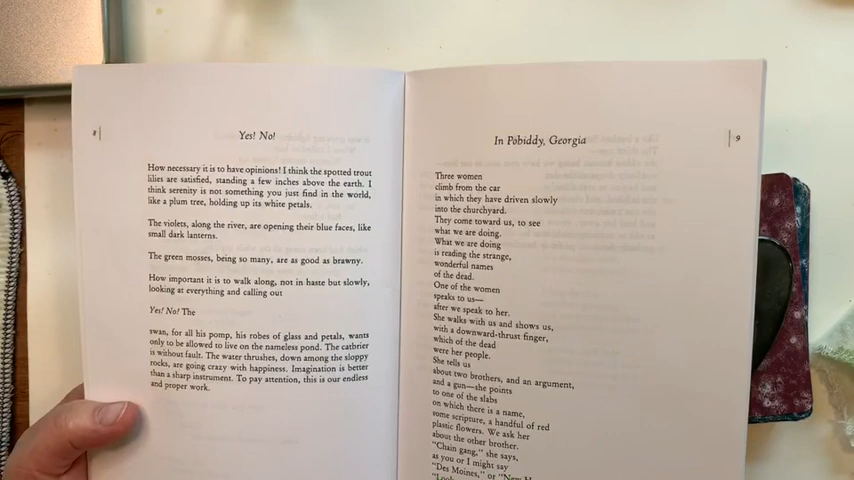 8
Yes! No!
How necessary it is to have opinions! I think the spotted trout
lilies are satisfied, standing a few inches above the earth. I
think serenity is not something you just find in the world,
like a plum tree, holding up its white petals.
The violets, along the river, are opening their blue faces, like
small dark lanterns.
The green mosses, being so many, are as good as brawny.
How important it is to walk along, not in haste but slowly,
looking at everything and calling out
Yes! No! The
swan, for all his pomp, his robes of glass and petals, wants
only to be allowed to live on the nameless pond. The catbrier
is without fault. The water thrushes, down among the sloppy
rocks, are going crazy with happiness. Imagination is better
than a sharp instrument. To pay attention, this is our endless
and proper work.
In Pobiddy, Georgia
9
Three women
climb from the car
in which they have driven slowly
into the churchyard.
They come toward us, to see
what we are doing.
What we are doing
is reading the strange,
wonderful names
of the dead.
One of the women
speaks to us—
after we speak to her.
She walks with us and shows us,
with a downward-thrust finger,
which of the dead
were her people.
She tells us
about two brothers, and an argument,
and a gun—she points
to one of the slabs
on which there is a name,
some scripture, a handful of red
plastic flowers. We ask her
about the other brother.
"Chain gang," she says,
as you or I might say
"Des Moines," or "New